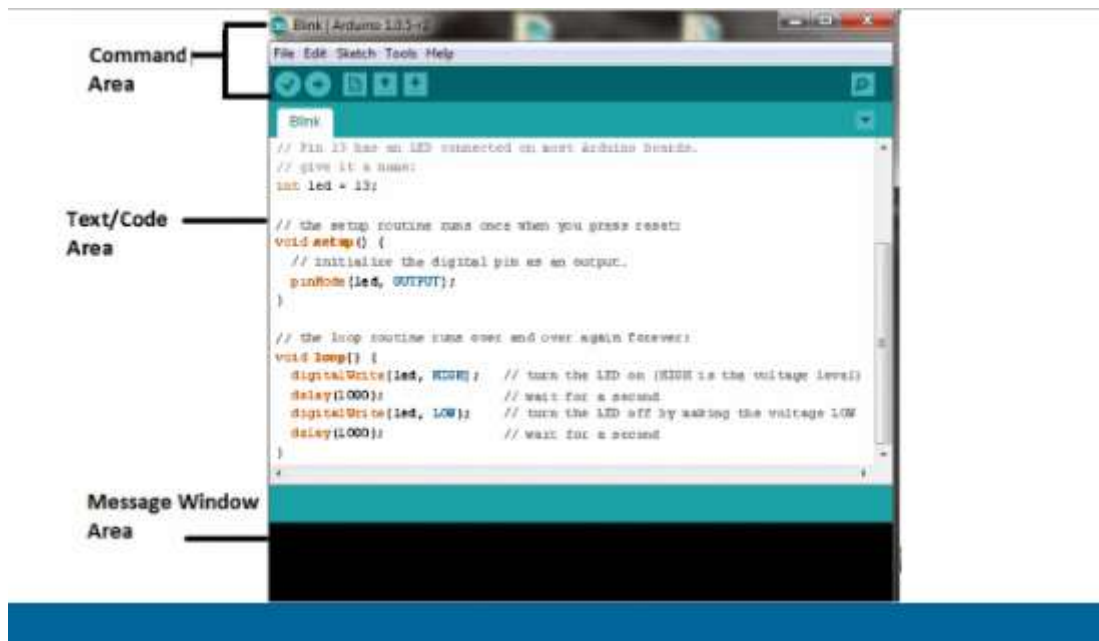 Command
Area
Blink | Arduino 1.0.5-r2
File Edit Sketch Tools Help
Blink
// Pin 13 has an LED connected on most Arduino boards.
// give it a name:
int led = 13;
Text/Code
Area
// the setup routine runs once when you press reset:
void setup() {
// initialize the digital pin as an output.
pinMode(led, OUTPUT);
}
// the loop routine runs over and over again forever:
void loop() {
digitalWrite(led, HIGH); // turn the LED on (HIGH is the voltage level)
delay(1000); // wait for a second
digitalWrite(led, LOW); // turn the LED off by making the voltage LOW
delay(1000); // wait for a second
}
Message Window
Area